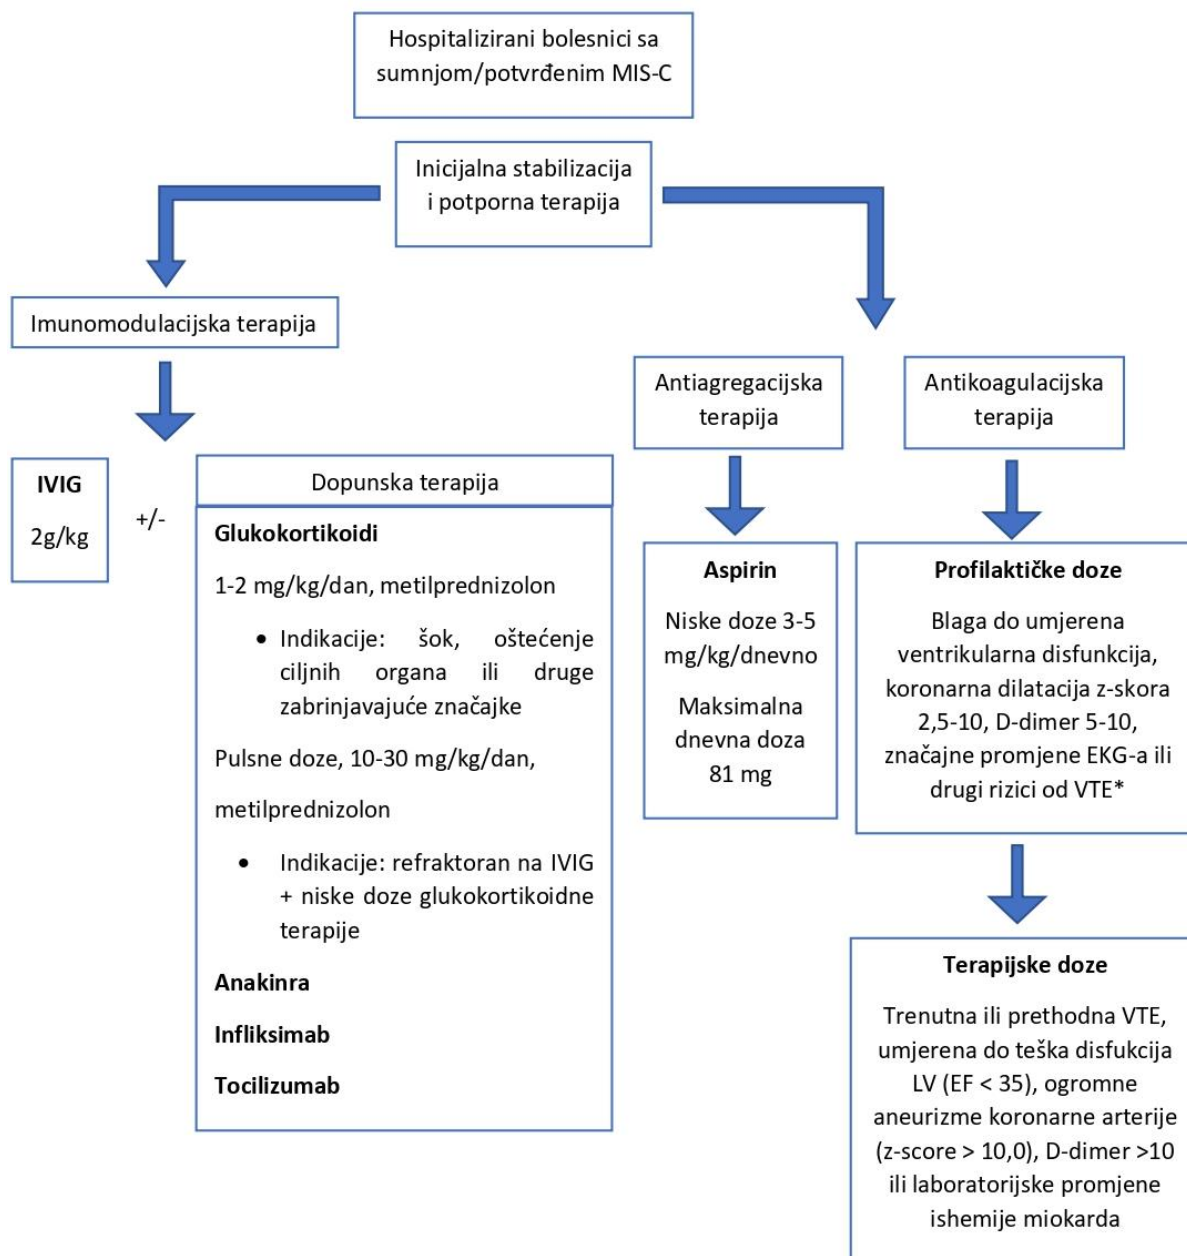 Hospitalizirani bolesnici sa
sumnjom/potvrđenim MIS-C
Inicijalna stabilizacija
i potporna terapija
Imunomodulacijska terapija
IVIG
2g/kg
+/-
Dopunska terapija
Glukokortikoidi
1-2 mg/kg/dan, metilprednizolon
• Indikacije: šok, oštećenje
ciljnih organa ili druge
zabrinjavajuće značajke
Pulsne doze, 10-30 mg/kg/dan,
metilprednizolon
• Indikacije: refraktoran na IVIG
+ niske doze glukokortikoidne
terapije
Anakinra
Infliksimab
Tocilizumab
Antiagregacijska
terapija
Aspirin
Niske doze 3-5
mg/kg/dnevno
Maksimalna
dnevna doza
81 mg
Antikoagulacijska
terapija
Profilaktičke doze
Blaga do umjerena
ventrikularna disfunkcija,
koronarna dilatacija z-skora
2,5-10, D-dimer 5-10,
značajne promjene EKG-a ili
drugi rizici od VTE*
Terapijske doze
Trenutna ili prethodna VTE,
umjerena do teška disfukcija
LV (EF < 35), ogromne
aneurizme koronarne arterije
(z-score > 10,0), D-dimer >10
ili laboratorijske promjene
ishemije miokarda